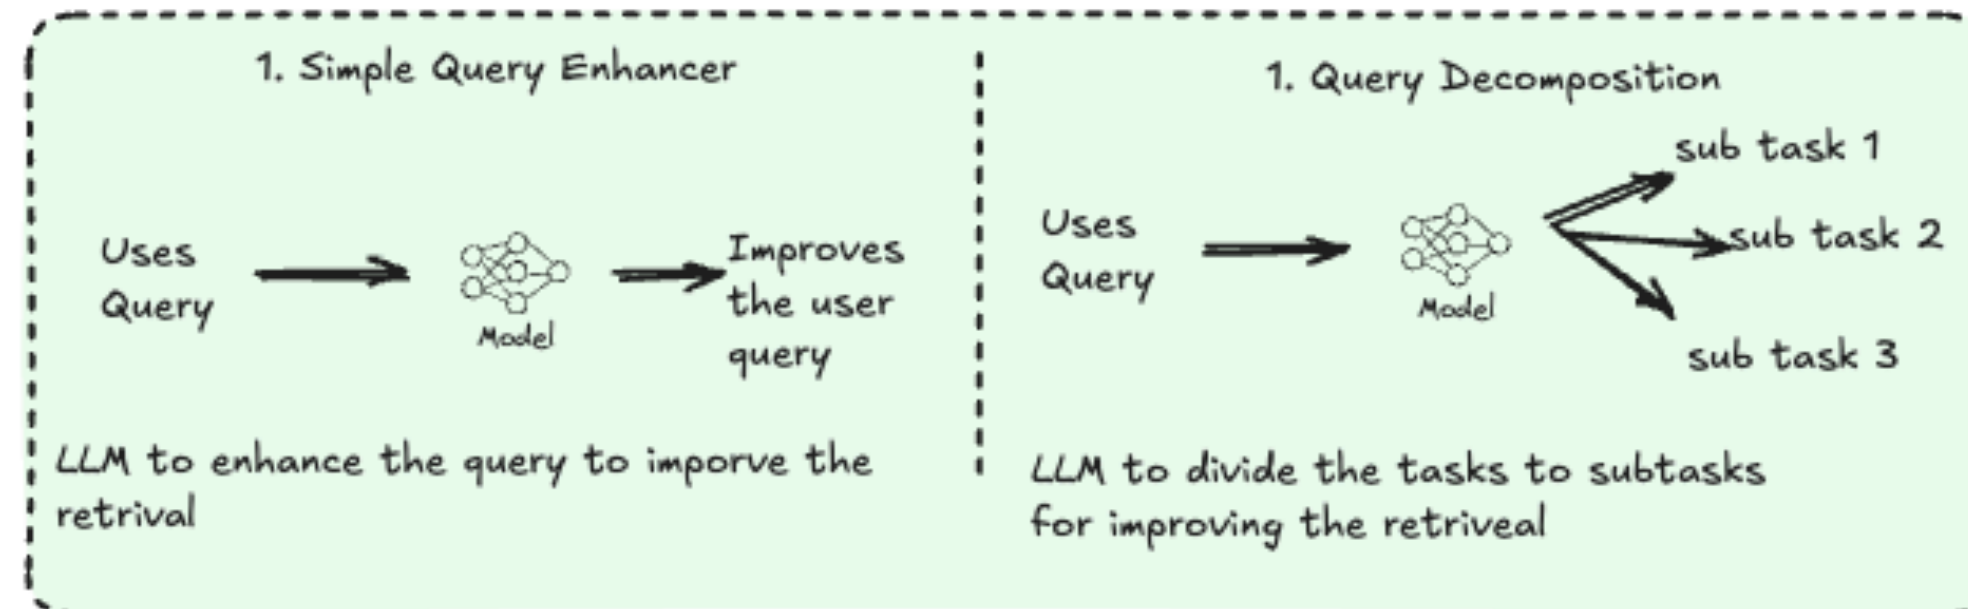 1. Simple Query Enhancer
Uses
Query
Model
Improves
the user
query
LLM to enhance the query to imporve the
retrival
1. Query Decomposition
Uses
Query
Model
sub task 1
sub task 2
sub task 3
LLM to divide the tasks to subtasks
for improving the retriveal